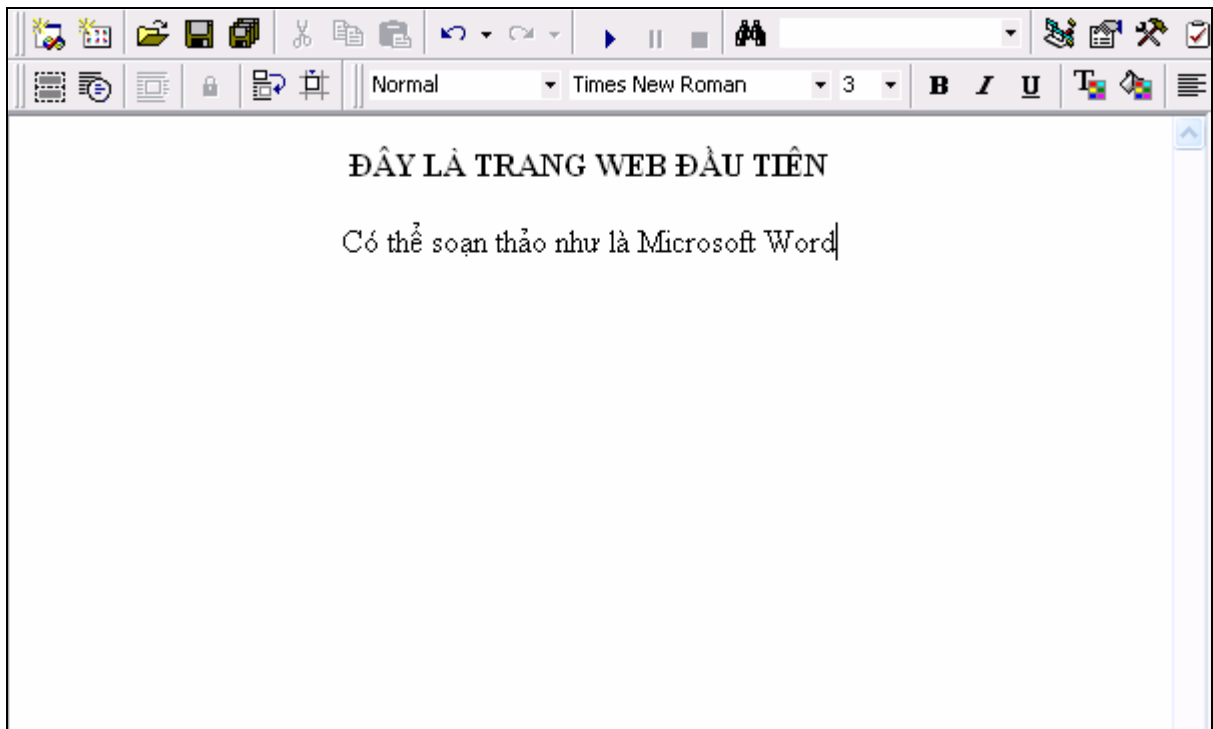 Normal Times New Roman 3 B I U
ĐÂY LÀ TRANG WEB ĐẦU TIÊN
Có thể soạn thảo như là Microsoft Word